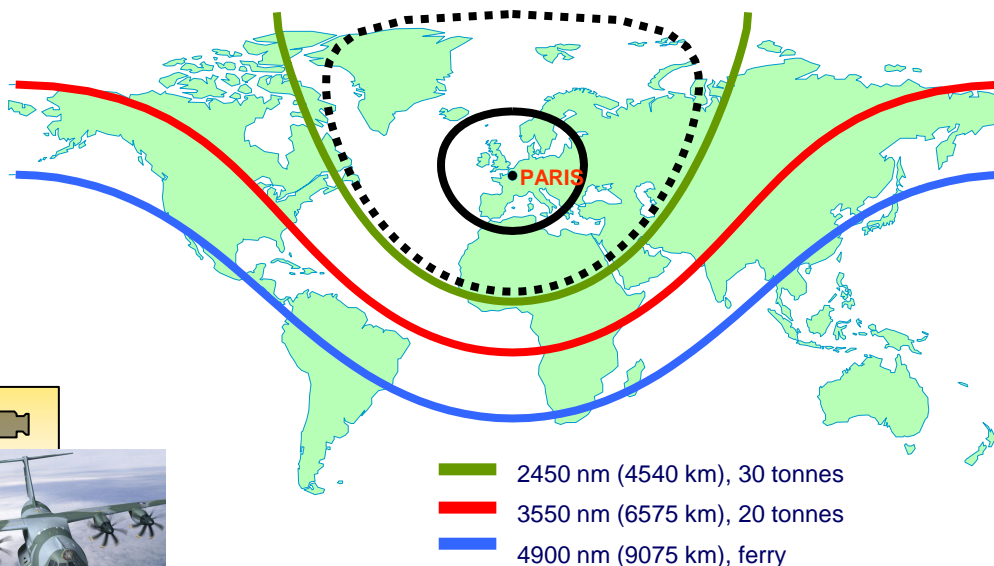 PARIS
2450 nm (4540 km), 30 tonnes
3550 nm (6575 km), 20 tonnes
4900 nm (9075 km), ferry